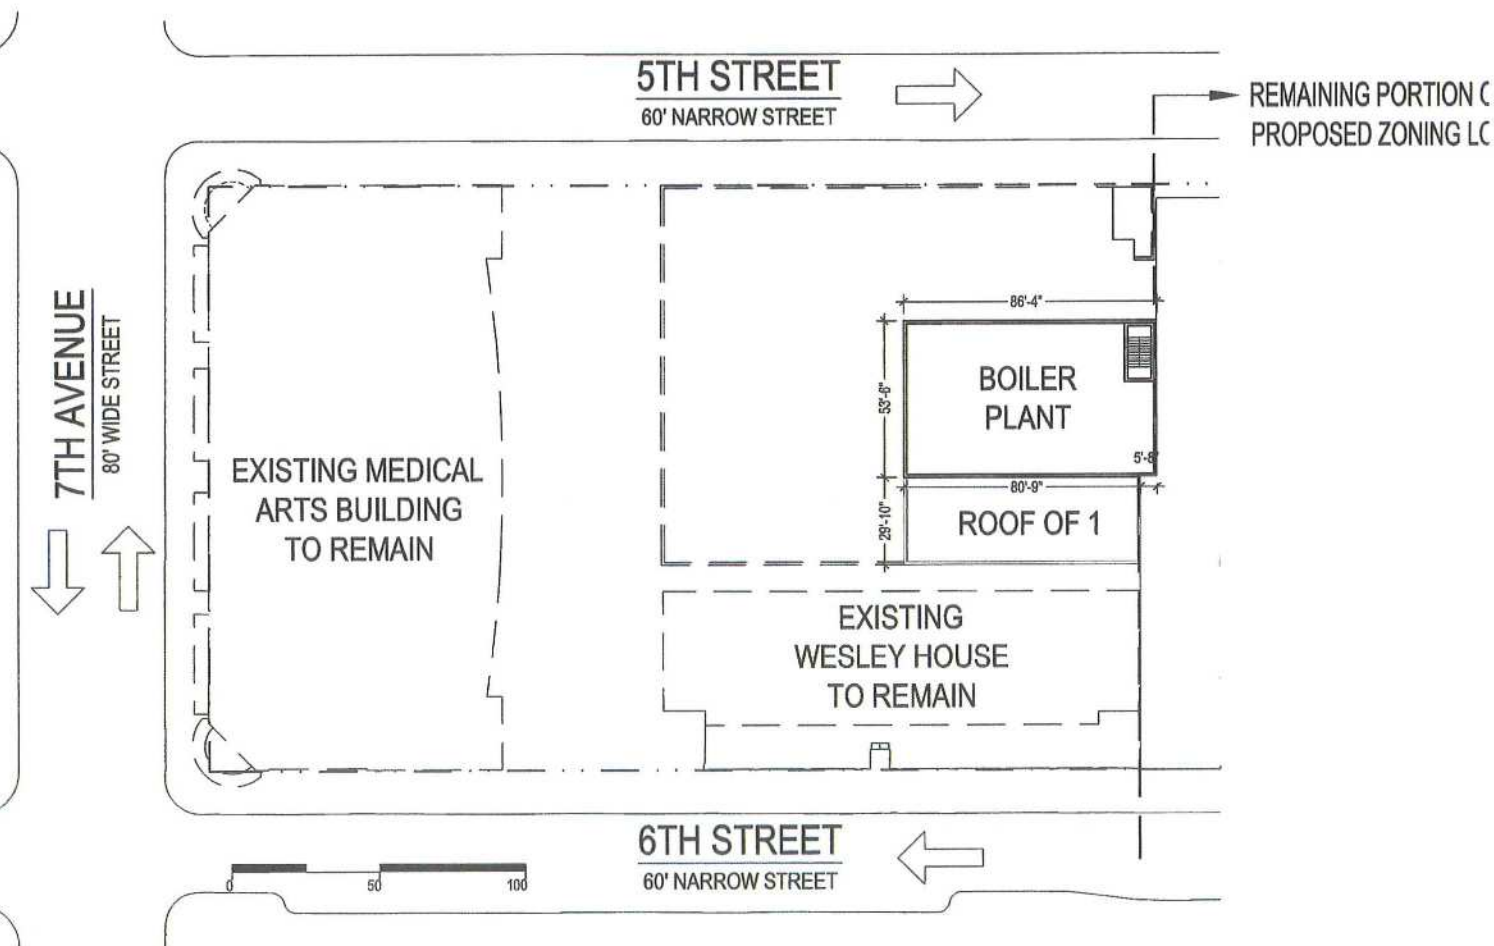 5TH STREET
60' NARROW STREET
REMAINING PORTION
PROPOSED ZONING
7TH AVENUE
80' WIDE STREET
86'-4"
53'-6"
BOILER
PLANT
5'-8
80'-9"
29'-10"
ROOF OF 1
EXISTING MEDICAL
ARTS BUILDING
TO REMAIN
EXISTING
WESLEY HOUSE
TO REMAIN
6TH STREET
60' NARROW STREET
0 50 100